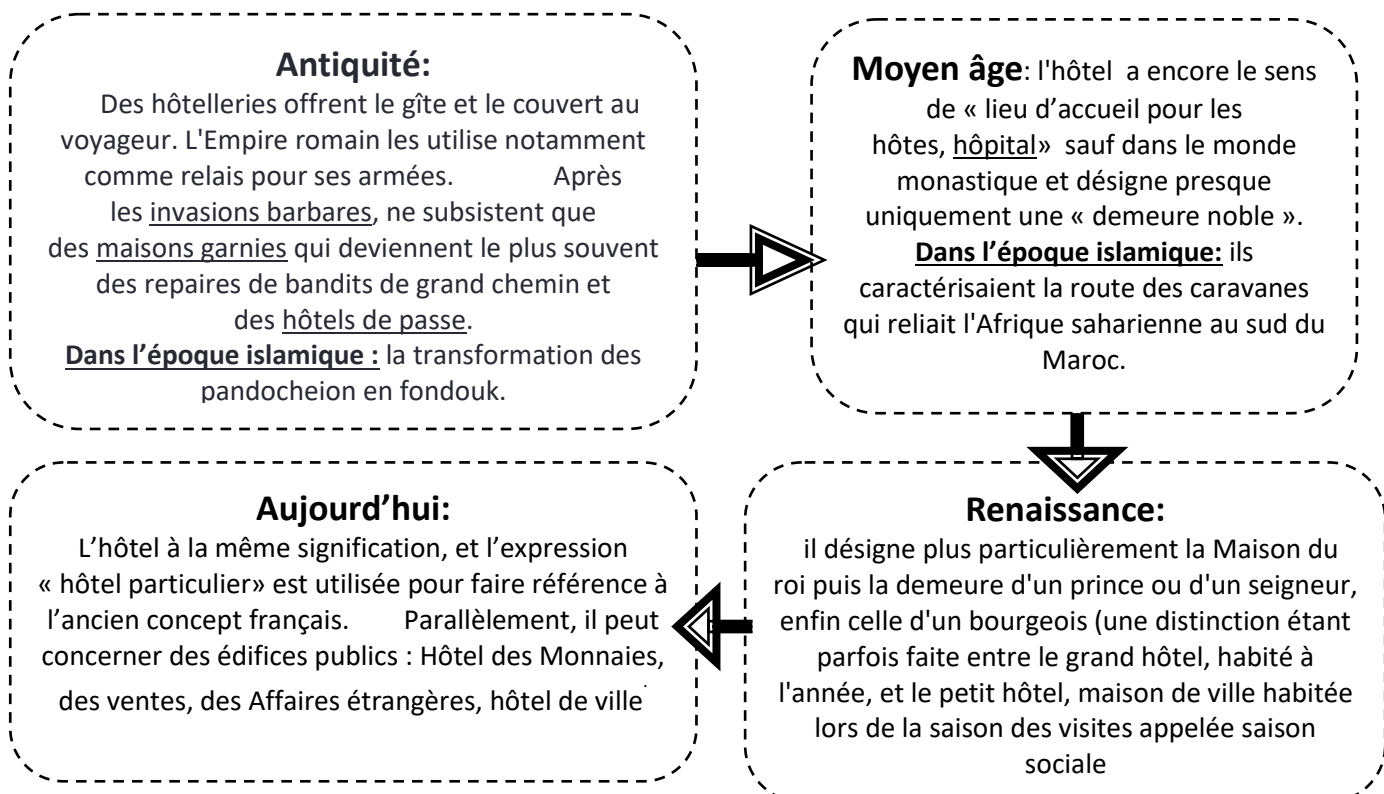 Antiquité:
Des hôtelleries offrent le gîte et le couvert au
voyageur. L'Empire romain les utilise notamment
comme relais pour ses armées. Après
les invasions barbares, ne subsistent que
des maisons garnies qui deviennent le plus souvent
des repaires de bandits de grand chemin et
des hôtels de passe.
Dans l’époque islamique : la transformation des
pandocheion en fondouk.
Moyen âge: l'hôtel a encore le sens
de « lieu d’accueil pour les
hôtes, hôpital» sauf dans le monde
monastique et désigne presque
uniquement une « demeure noble ».
Dans l’époque islamique: ils
caractérisaient la route des caravanes
qui reliait l'Afrique saharienne au sud du
Maroc.
Renaissance:
il désigne plus particulièrement la Maison du
roi puis la demeure d'un prince ou d'un seigneur,
enfin celle d'un bourgeois (une distinction étant
parfois faite entre le grand hôtel, habité à
l'année, et le petit hôtel, maison de ville habitée
lors de la saison des visites appelée saison
sociale
Aujourd’hui:
L’hôtel à la même signification, et l’expression
« hôtel particulier» est utilisée pour faire référence à
l’ancien concept français. Parallèlement, il peut
concerner des édifices publics : Hôtel des Monnaies,
des ventes, des Affaires étrangères, hôtel de ville